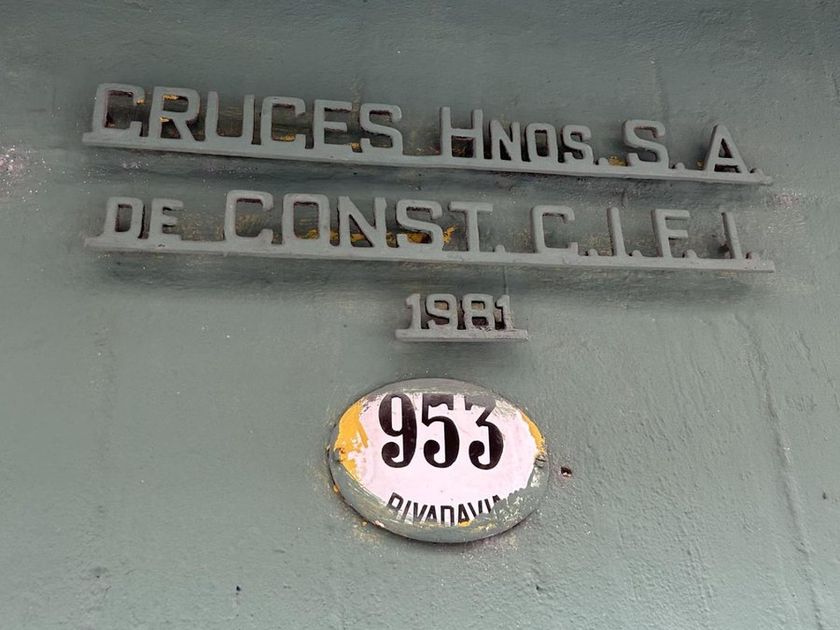 CRUCES HNOS. S. A.
DE CONST. C.I.F.I.
1981
953
RIVADAVIA